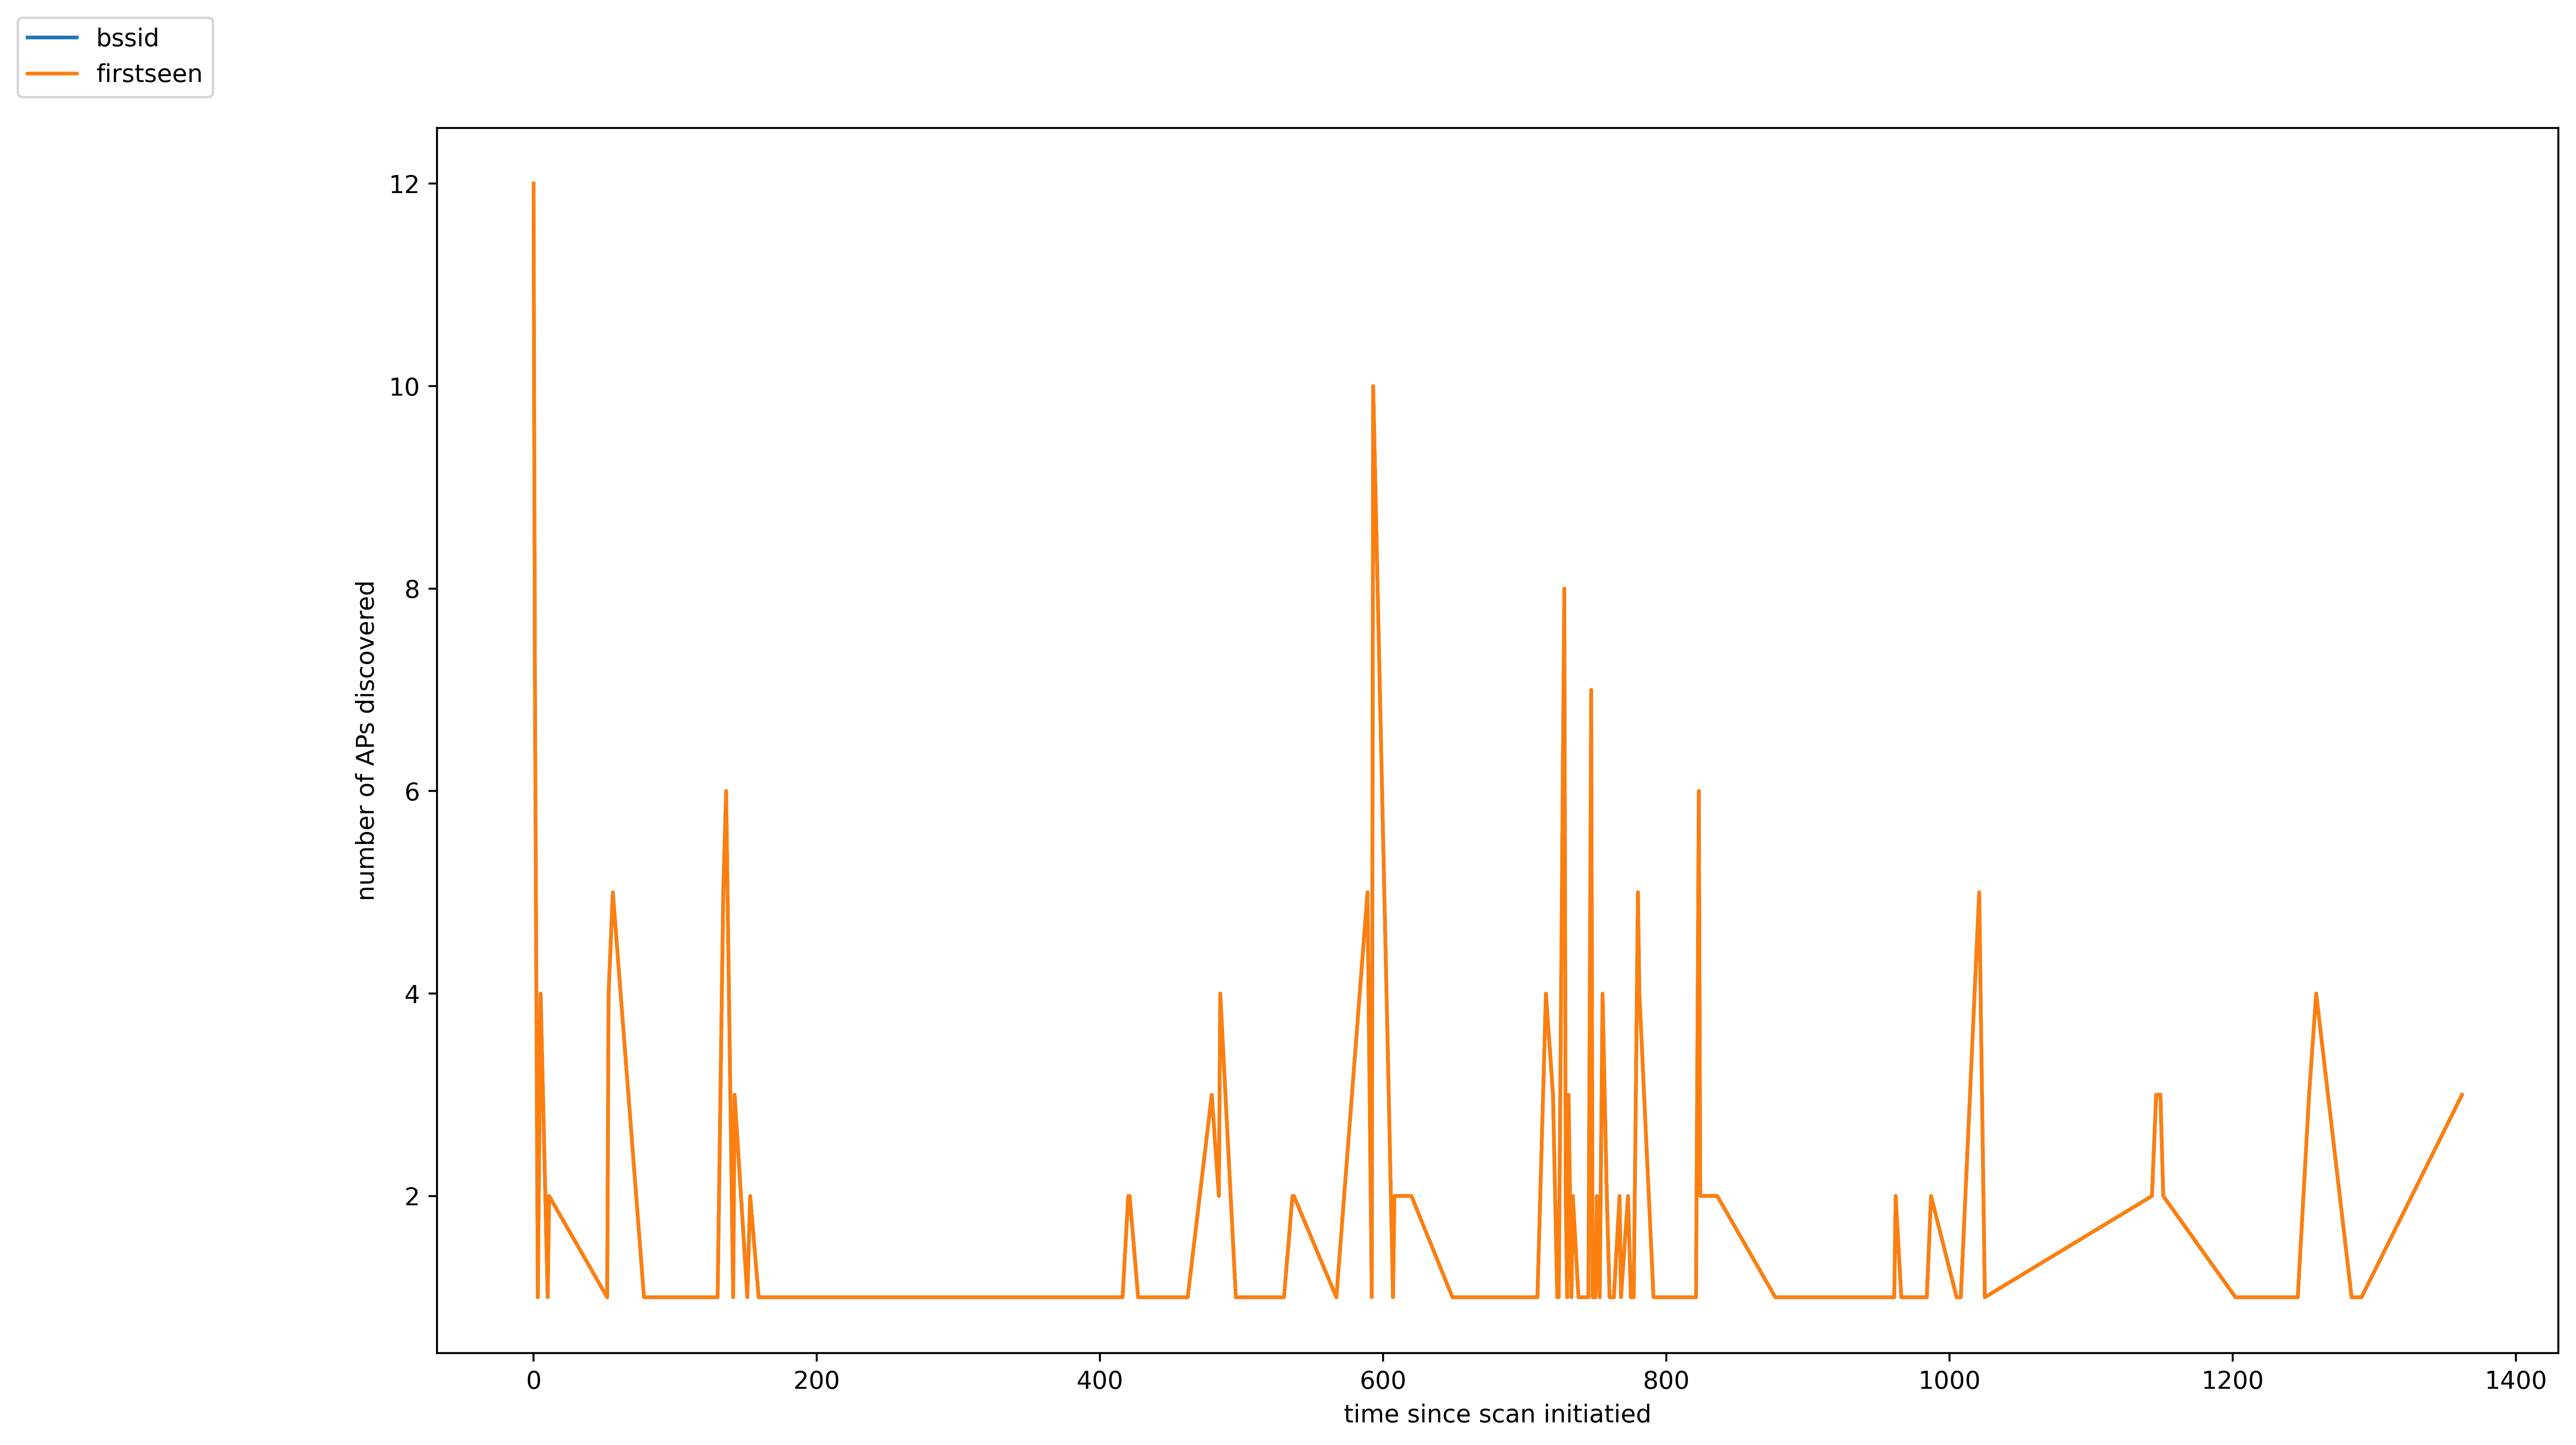 bssid
firstseen
12
10
8
6
4
2
number of APs discovered
0 200 400 600 800 1000 1200 1400
time since scan initiatied